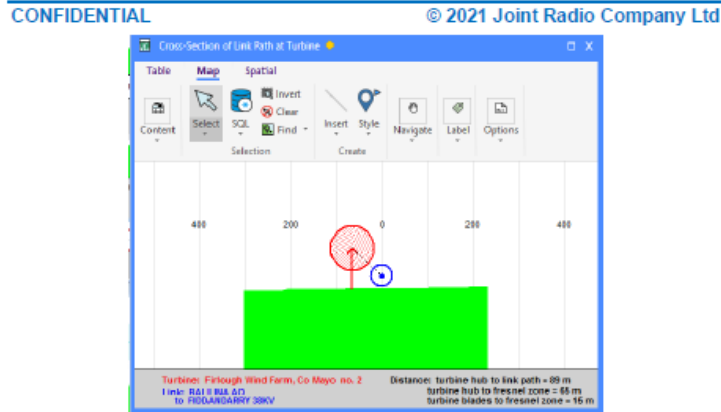 CONFIDENTIAL © 2021 Joint Radio Company Ltd
Cross-Section of Link Path at Turbine
Table Map Spatial
Content
Select
SQL
Invert
Clear
Find
Insert Style
Navigate
Label
Options
Selection Create
400 200 0 200 400
Turbine: Firlough Wind Farm, Co Mayo no. 2
Link: BALLINA AD
to FIDDANDARRY 38KV
Distance: turbine hub to link path = 89 m
turbine hub to fresnel zone = 65 m
turbine blades to fresnel zone = 15 m